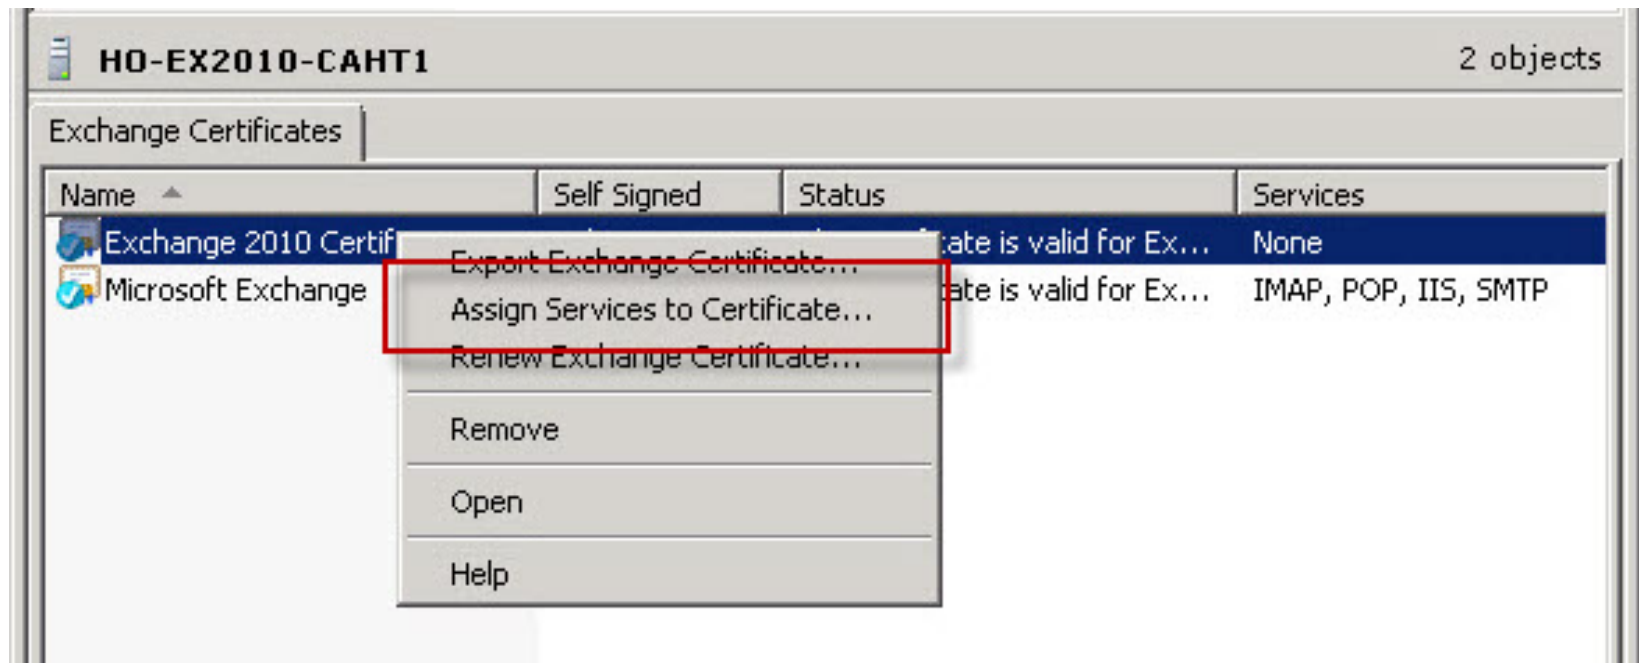 HO-EX2010-CAHT1 2 objects
Exchange Certificates
Name Self Signed Status Services
Exchange 2010 Certif ate is valid for Ex... None
Microsoft Exchange ate is valid for Ex... IMAP, POP, IIS, SMTP
Export Exchange Certificate...
Assign Services to Certificate...
Renew Exchange Certificate...
Remove
Open
Help